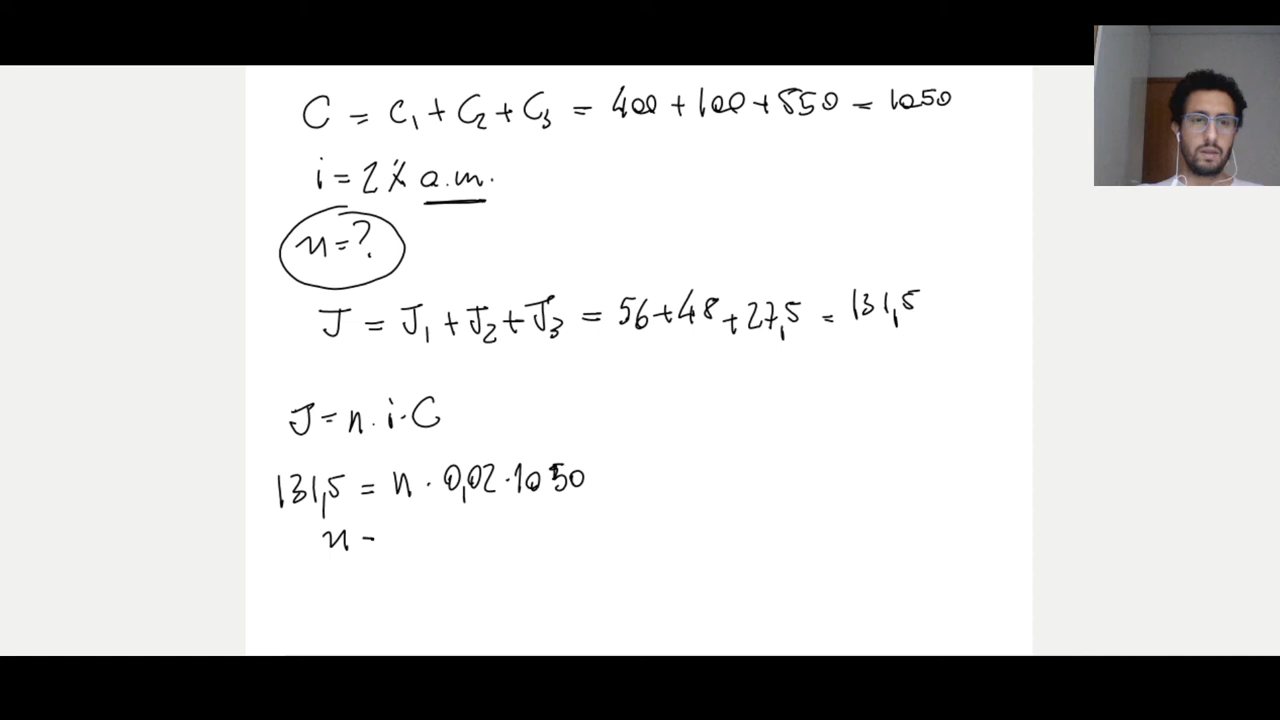 C = C₁ + C₂ + C₃ = 400 + 100 + 550 = 1050
i = 2% a.m.
n = ?
J = J₁ + J₂ + J₃ = 56 + 48 + 27,5 = 131,5
J = n . i . C
131,5 = n . 0,02 . 1050
n =